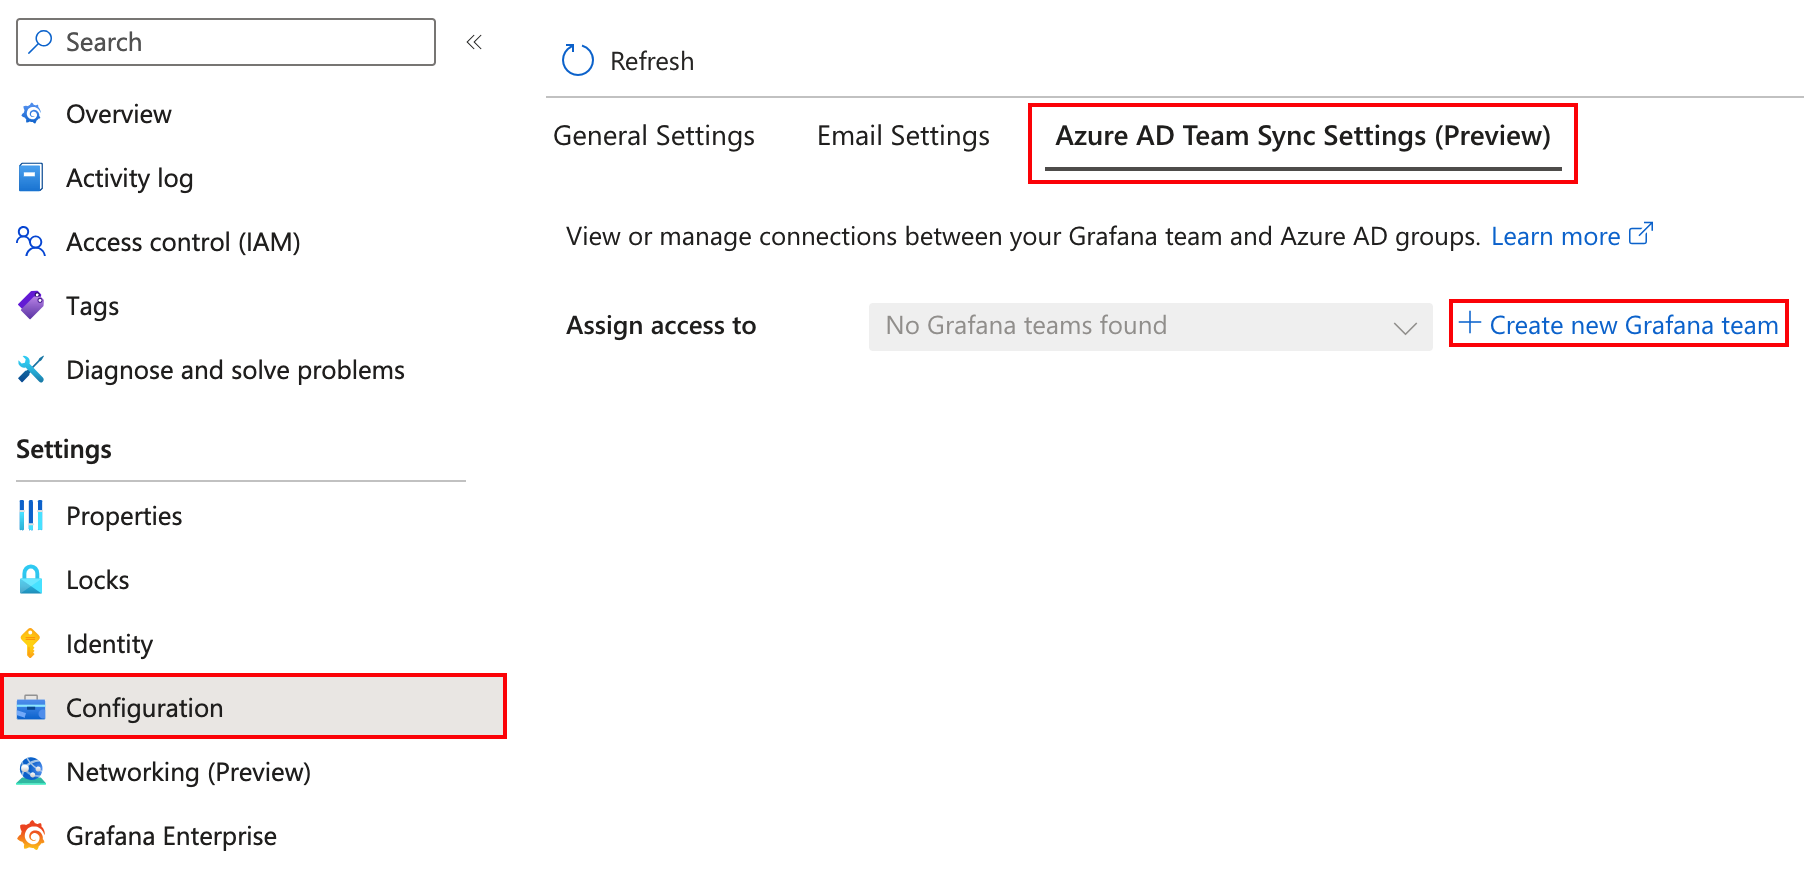 Search
Overview
Activity log
Access control (IAM)
Tags
Diagnose and solve problems
Settings
Properties
Locks
Identity
Configuration
Networking (Preview)
Grafana Enterprise
Refresh
General Settings
Email Settings
Azure AD Team Sync Settings (Preview)
View or manage connections between your Grafana team and Azure AD groups. Learn more
Assign access to
No Grafana teams found
Create new Grafana team